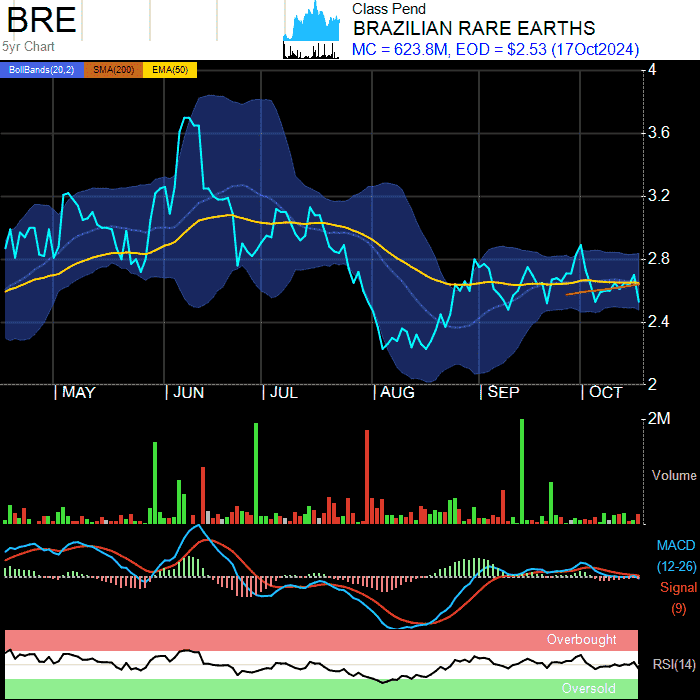 BRE
5yr Chart
Class Pend
BRAZILIAN RARE EARTHS
MC = 623.8M, EOD = $2.53 (17Oct2024)
BollBands(20,2) SMA(200) EMA(50)
4
3.6
3.2
2.8
2.4
2
MAY JUN JUL AUG SEP OCT
2M
Volume
MACD
(12-26)
Signal
(9)
Overbought
RSI(14)
Oversold